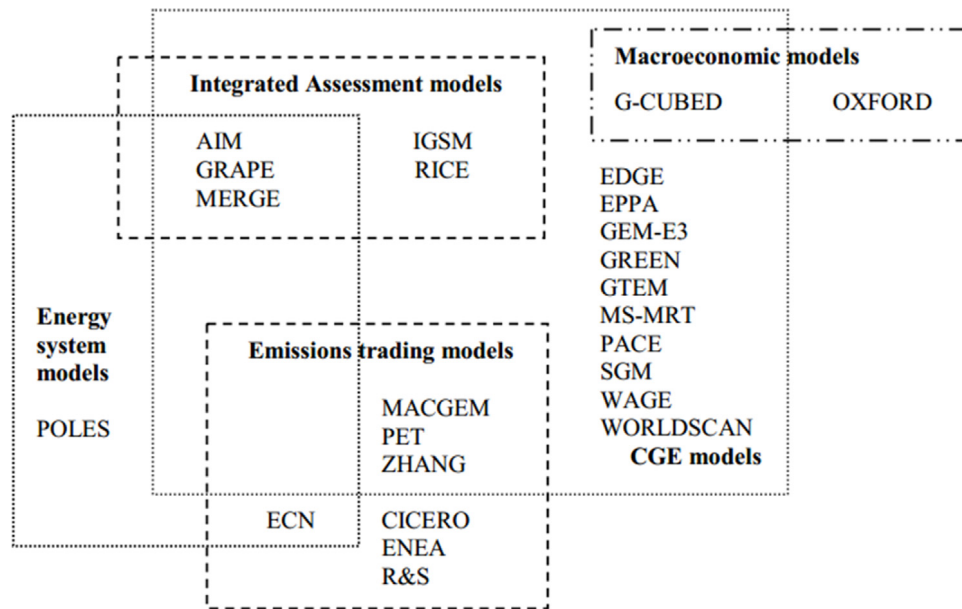 Macroeconomic models
G-CUBED OXFORD
Integrated Assessment models
AIM IGSM
GRAPE RICE
MERGE
EDGE
EPPA
GEM-E3
GREEN
GTEM
MS-MRT
PACE
SGM
WAGE
WORLDSCAN
CGE models
Energy
system
models
POLES
Emissions trading models
MACGEM
PET
ZHANG
ECN CICERO
ENEA
R&S